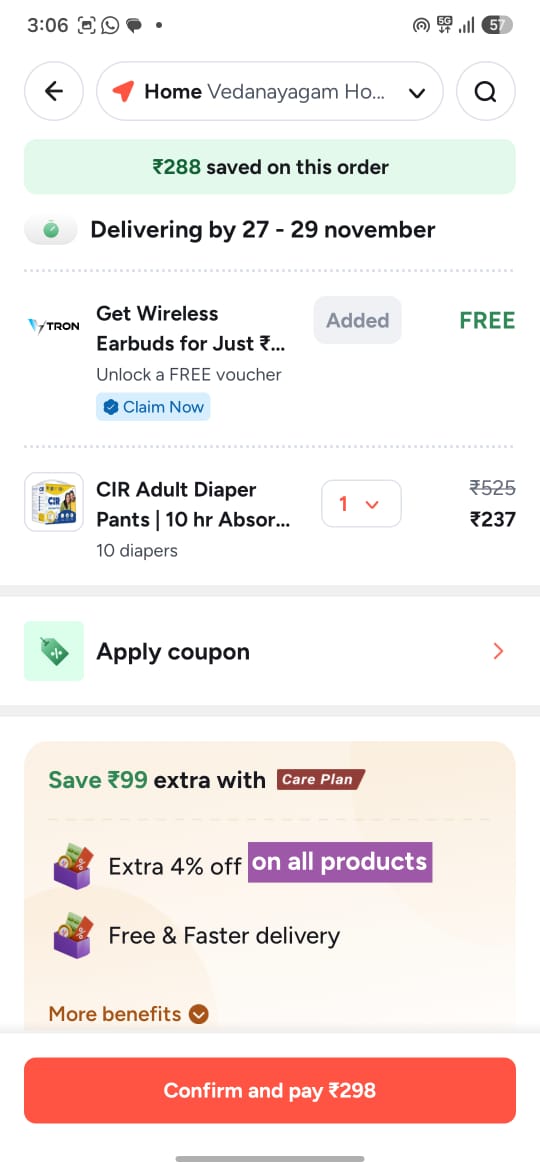 3:06
5G
57
Home Vedanayagam Ho...
₹288 saved on this order
Delivering by 27 - 29 november
TRON
Get Wireless
Earbuds for Just ₹...
Added
FREE
Unlock a FREE voucher
Claim Now
CIR Adult Diaper
Pants | 10 hr Absor...
1
₹525
₹237
10 diapers
CIR
Apply coupon
Save ₹99 extra with Care Plan
Extra 4% off on all products
Free & Faster delivery
More benefits
Confirm and pay ₹298